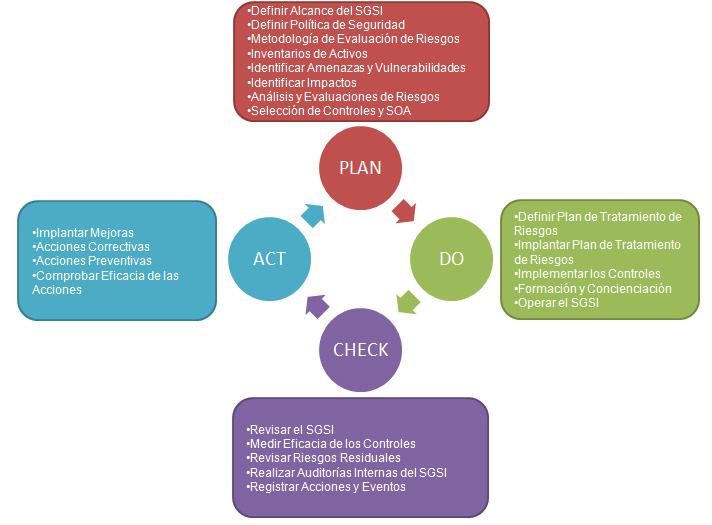 •Definir Alcance del SGSI
•Definir Política de Seguridad
•Metodología de Evaluación de Riesgos
•Inventarios de Activos
•Identificar Amenazas y Vulnerabilidades
•Identificar Impactos
•Análisis y Evaluaciones de Riesgos
•Selección de Controles y SOA
PLAN
•Implantar Mejoras
•Acciones Correctivas
•Acciones Preventivas
•Comprobar Eficacia de las
Acciones
ACT
DO
•Definir Plan de Tratamiento de
Riesgos
•Implantar Plan de Tratamiento
de Riesgos
•Implementar los Controles
•Formación y Concienciación
•Operar el SGSI
CHECK
•Revisar el SGSI
•Medir Eficacia de los Controles
•Revisar Riesgos Residuales
•Realizar Auditorías Internas del SGSI
•Registrar Acciones y Eventos